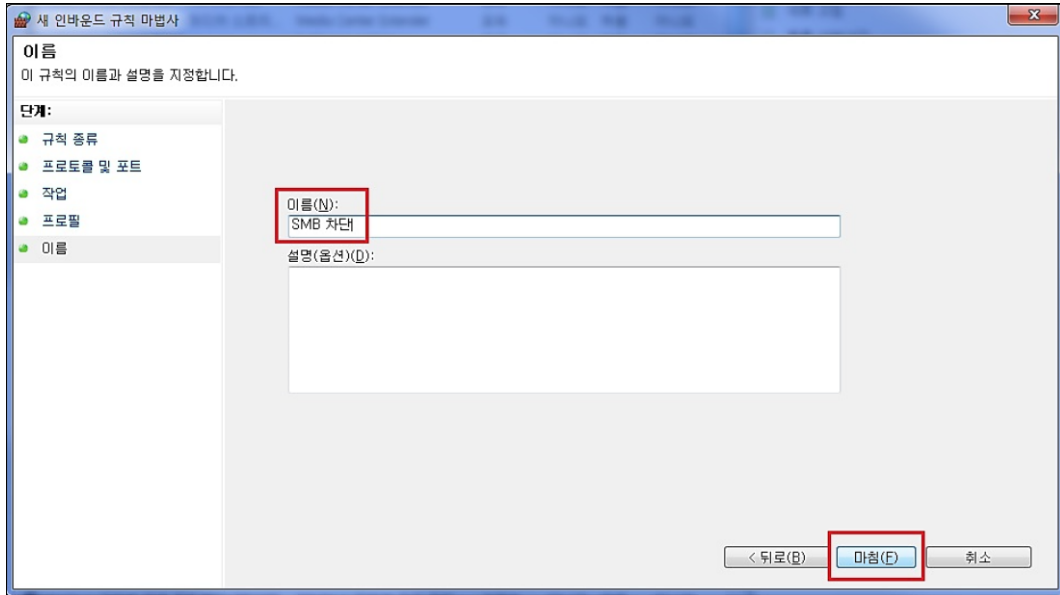 새 인바운드 규칙 마법사
Media Center Extender
이름
이 규칙의 이름과 설명을 지정합니다.
단계:
규칙 종류
프로토콜 및 포트
작업
프로필
이름
이름(N):
SMB 차단
설명(옵션)(D):
< 뒤로(B)
마침(F)
취소